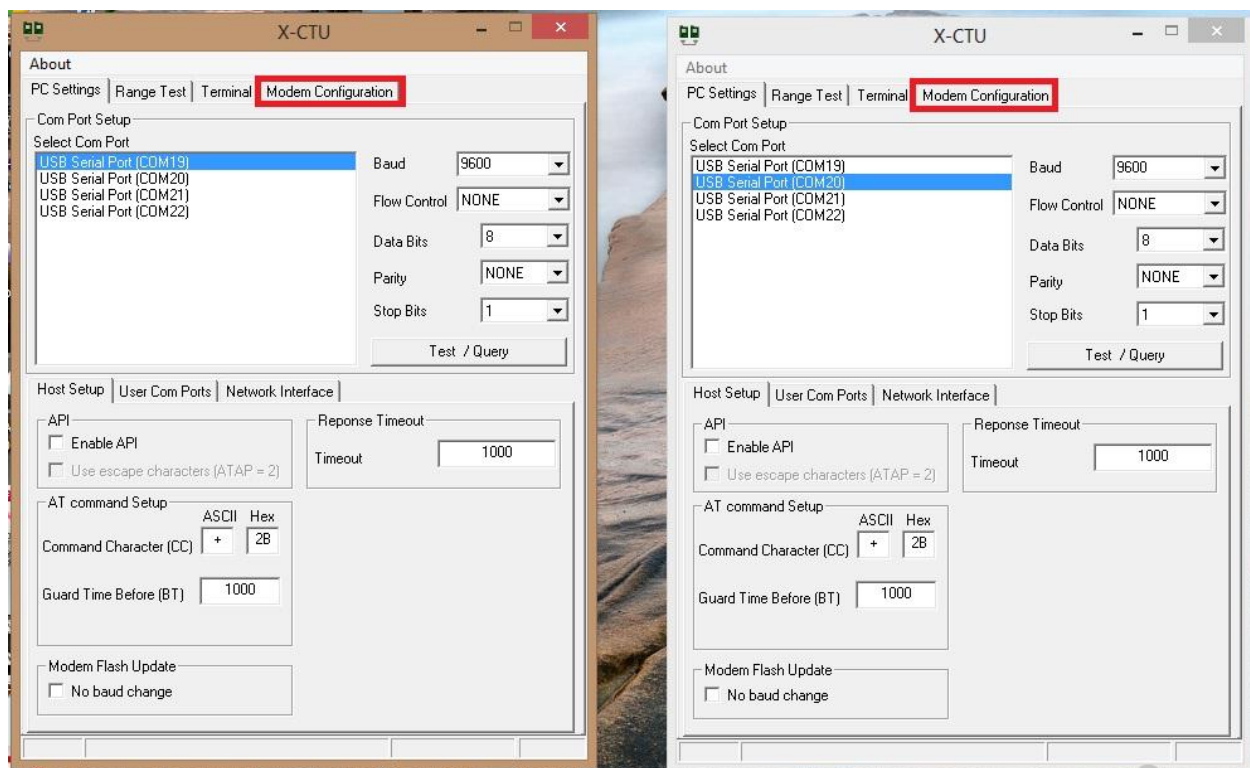 X-CTU
About
PC Settings Range Test Terminal Modem Configuration
Com Port Setup
Select Com Port
USB Serial Port (COM19)
USB Serial Port (COM20)
USB Serial Port (COM21)
USB Serial Port (COM22)
Baud 9600
Flow Control NONE
Data Bits 8
Parity NONE
Stop Bits 1
Test / Query
Host Setup User Com Ports Network Interface
API
Enable API
Use escape characters (ATAP = 2)
Reponse Timeout
Timeout 1000
AT command Setup
ASCII Hex
Command Character (CC) + 2B
Guard Time Before (BT) 1000
Modem Flash Update
No baud change
X-CTU
About
PC Settings Range Test Terminal Modem Configuration
Com Port Setup
Select Com Port
USB Serial Port (COM19)
USB Serial Port (COM20)
USB Serial Port (COM21)
USB Serial Port (COM22)
Baud 9600
Flow Control NONE
Data Bits 8
Parity NONE
Stop Bits 1
Test / Query
Host Setup User Com Ports Network Interface
API
Enable API
Use escape characters (ATAP = 2)
Reponse Timeout
Timeout 1000
AT command Setup
ASCII Hex
Command Character (CC) + 2B
Guard Time Before (BT) 1000
Modem Flash Update
No baud change